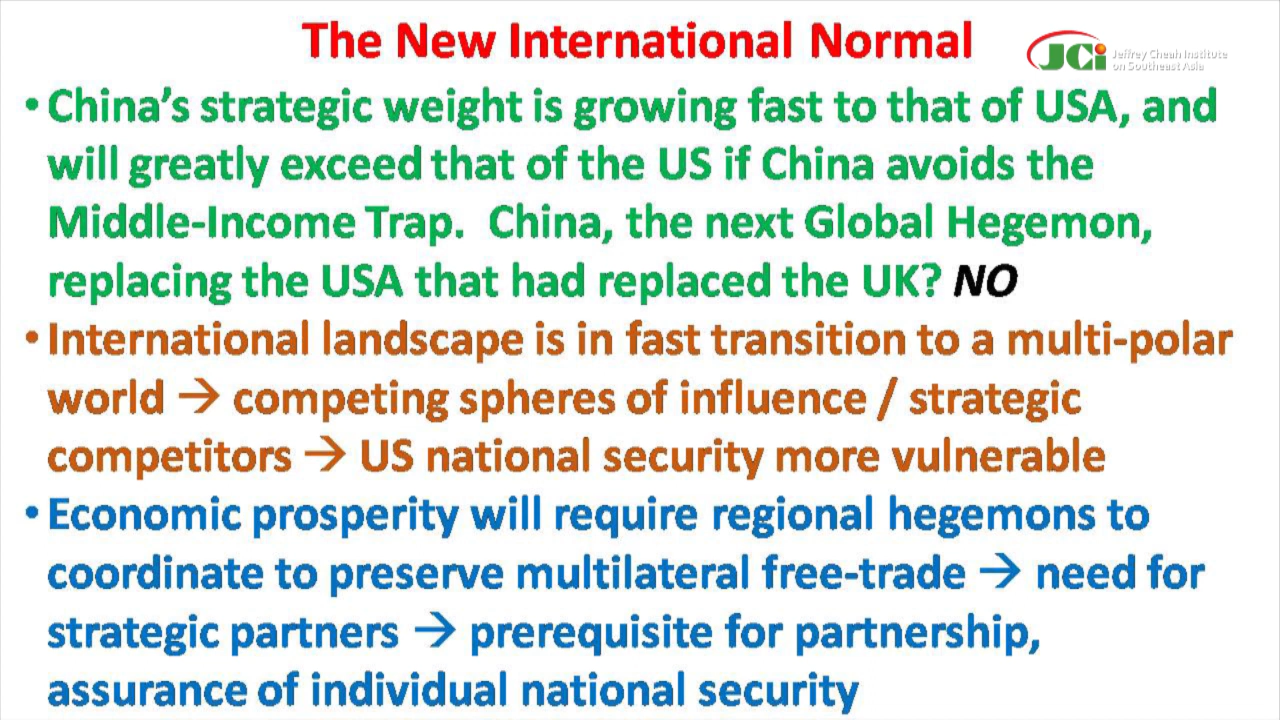 The New International Normal
JCi Jeffrey Cheah Institute
on Southeast Asia
• China's strategic weight is growing fast to that of USA, and
will greatly exceed that of the US if China avoids the
Middle-Income Trap.  China, the next Global Hegemon,
replacing the USA that had replaced the UK? NO
• International landscape is in fast transition to a multi-polar
world → competing spheres of influence / strategic
competitors → US national security more vulnerable
• Economic prosperity will require regional hegemons to
coordinate to preserve multilateral free-trade → need for
strategic partners → prerequisite for partnership,
assurance of individual national security